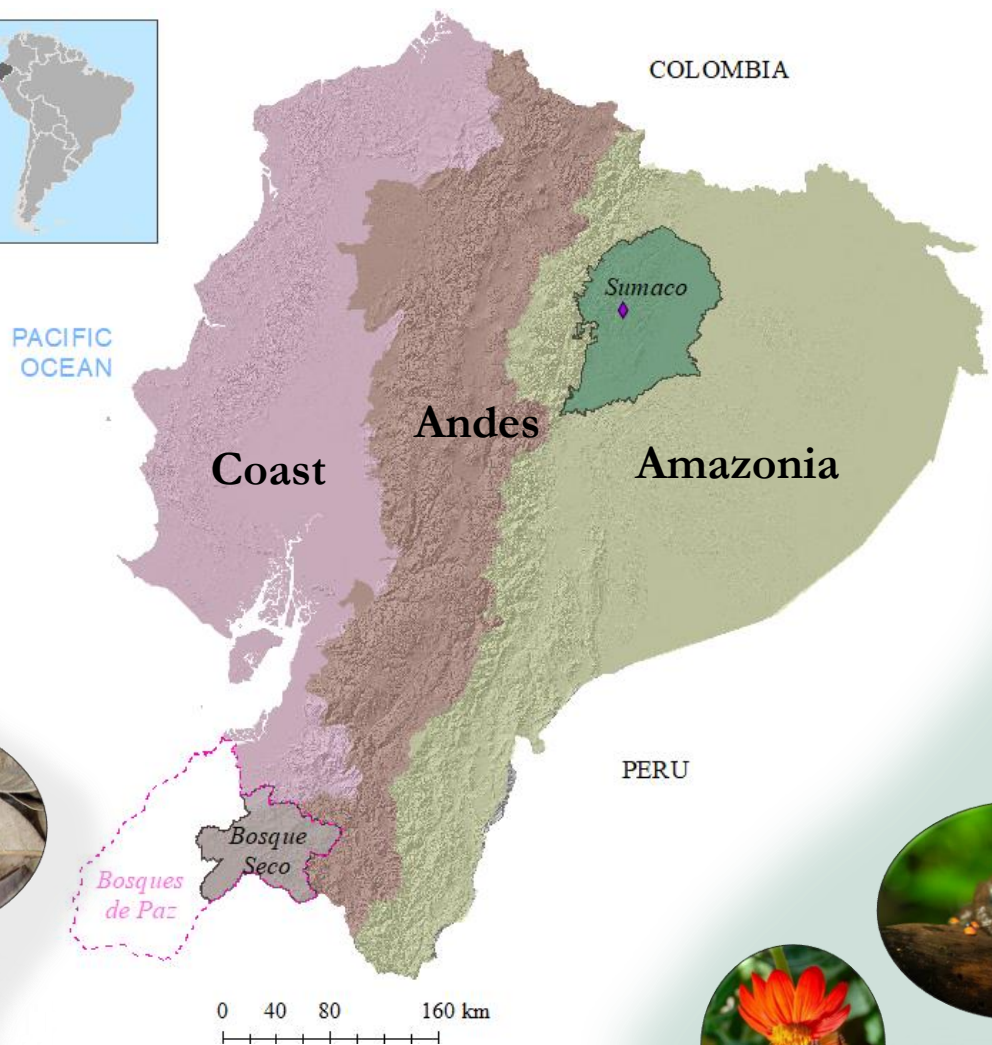 COLOMBIA
Sumaco
PACIFIC
OCEAN
Andes
Coast
Amazonia
PERU
Bosque
Seco
Bosques
de Paz
0 40 80 160 km